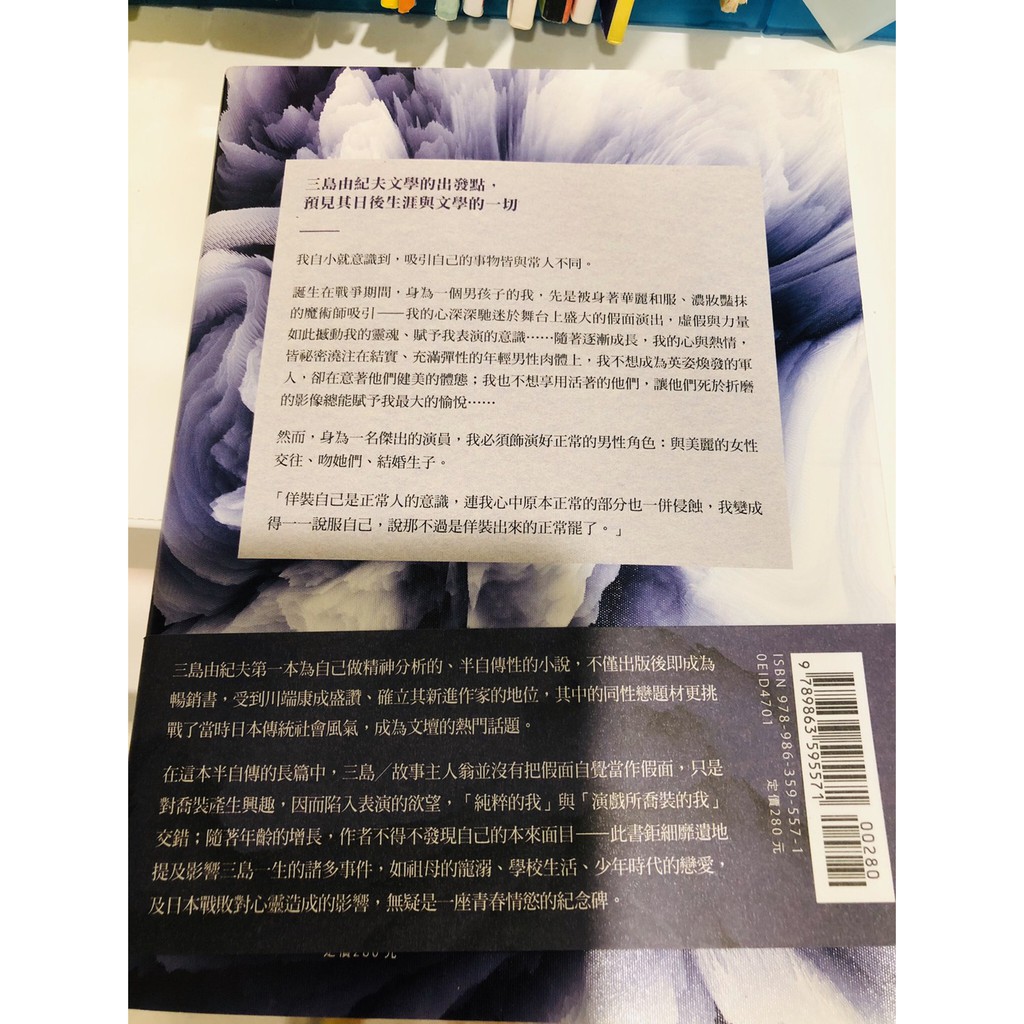 三島由紀夫文學的出發點，
預見其日後生涯與文學的一切
我自小就意識到，吸引自己的事物皆與常人不同。
誕生在戰爭期間，身為一個男孩子的我，先是被身著華麗和服、濃妝豔抹
的魔術師吸引——我的心深深馳迷於舞台上盛大的假面演出，虛假與力量
如此撼動我的靈魂、賦予我表演的意識……隨著逐漸成長，我的心與熱情，
皆祕密澆注在結實、充滿彈性的年輕男性肉體上，我不想成為英姿煥發的軍
人，卻在意著他們健美的體態；我也不想享用活著的他們，讓他們死於折磨
的影像總能賦予我最大的愉悅……
然而，身為一名傑出的演員，我必須飾演好正常的男性角色：與美麗的女性
交往、吻她們、結婚生子。
「佯裝自己是正常人的意識，連我心中原本正常的部分也一併侵蝕，我變成
得一一說服自己，說那不過是佯裝出來的正常罷了。」
三島由紀夫第一本為自己做精神分析的、半自傳性的小說，不僅出版後即成為
暢銷書，受到川端康成盛讚、確立其新進作家的地位，其中的同性戀題材更挑
戰了當時日本傳統社會風氣，成為文壇的熱門話題。
在這本半自傳的長篇中，三島／故事主人翁並沒有把假面自覺當作假面，只是
對喬裝產生興趣，因而陷入表演的欲望，「純粹的我」與「演戲所喬裝的我」
交錯；隨著年齡的增長，作者不得不發現自己的本來面目——此書鉅細靡遺地
提及影響三島一生的諸多事件，如祖母的寵溺、學校生活、少年時代的戀愛，
及日本戰敗對心靈造成的影響，無疑是一座青春情慾的紀念碑。
ISBN 978-986-359-557-1
0EID4701
定價280元
9 789863 595571
00280
定價280元